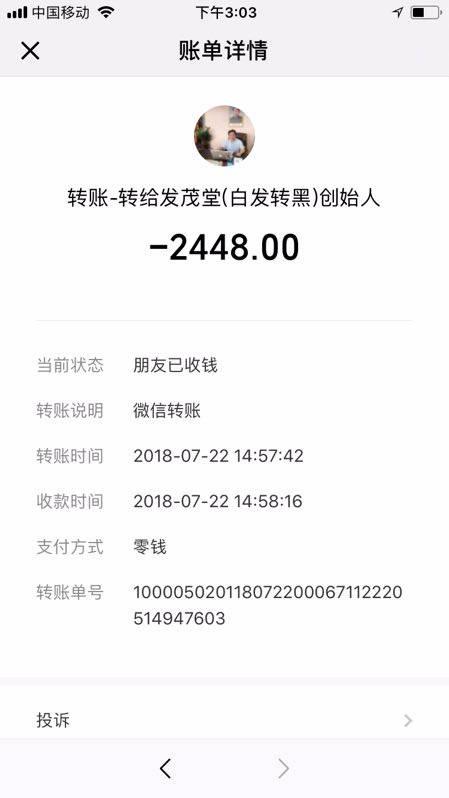 中国移动 下午3:03
账单详情
转账-转给发茂堂(白发转黑)创始人
-2448.00
当前状态 朋友已收钱
转账说明 微信转账
转账时间 2018-07-22 14:57:42
收款时间 2018-07-22 14:58:16
支付方式 零钱
转账单号 100005020118072200067112220
514947603
投诉